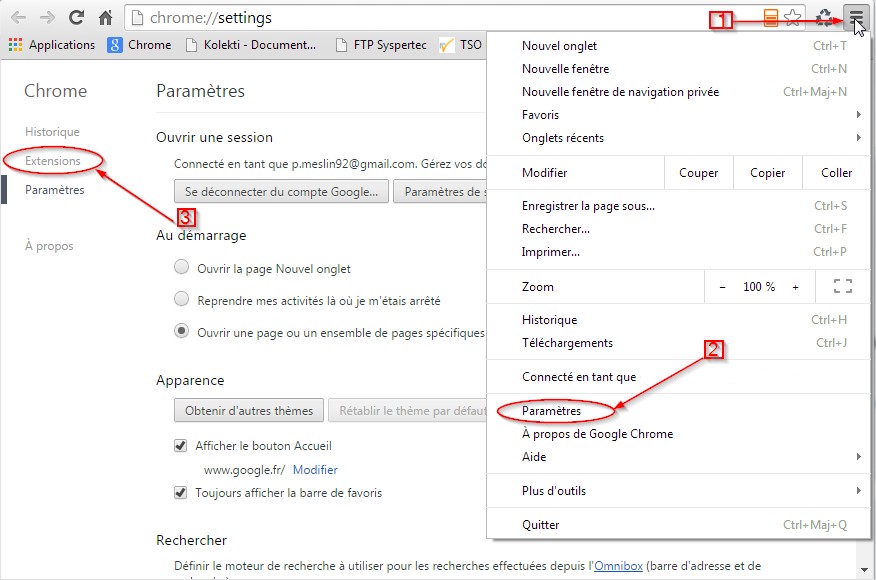 chrome://settings
1
Applications
Chrome
Kolekti - Document...
FTP Syspertec
TSO
Chrome
Historique
Extensions
Paramètres
À propos
3
Paramètres
Ouvrir une session
Connecté en tant que p.meslin92@gmail.com. Gérez vos
Se déconnecter du compte Google...
Paramètres de
Au démarrage
Ouvrir la page Nouvel onglet
Reprendre mes activités là où je m'étais arrêté
Ouvrir une page ou un ensemble de pages spécifiques
Apparence
Obtenir d'autres thèmes
Rétablir le thème par défaut
Afficher le bouton Accueil
www.google.fr/ Modifier
Toujours afficher la barre de favoris
Rechercher
Définir le moteur de recherche à utiliser pour les recherches effectuées depuis l'Omnibox (barre d'adresse et de
Nouvel onglet Ctrl+T
Nouvelle fenêtre Ctrl+N
Nouvelle fenêtre de navigation privée Ctrl+Maj+N
Favoris
Onglets récents
Modifier Couper Copier Coller
Enregistrer la page sous... Ctrl+S
Rechercher... Ctrl+F
Imprimer... Ctrl+P
Zoom − 100 % +
Historique Ctrl+H
Téléchargements Ctrl+J
2
Connecté en tant que
Paramètres
À propos de Google Chrome
Aide
Plus d'outils
Quitter Ctrl+Maj+Q